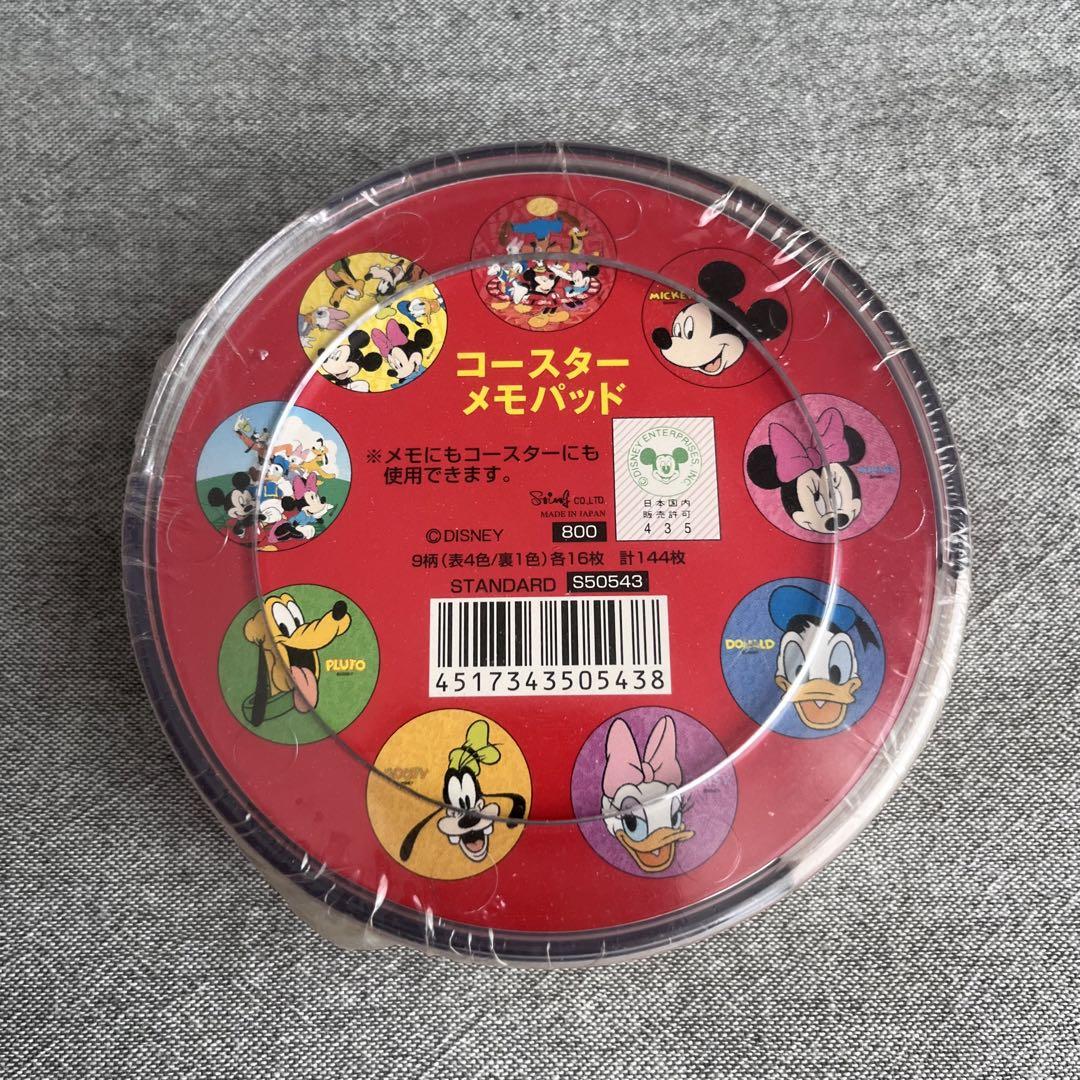 MICKEY
コースター
メモパッド
※メモにもコースターにも
使用できます。
©DISNEY ENTERPRISES, INC
日本国内
販売許可
435
CO.,LTD.
MADE IN JAPAN
©DISNEY 800
9柄(表4色/裏1色)各16枚 計144枚
STANDARD S50543
4517343505438
PLUTO
DONALD
GOOFY